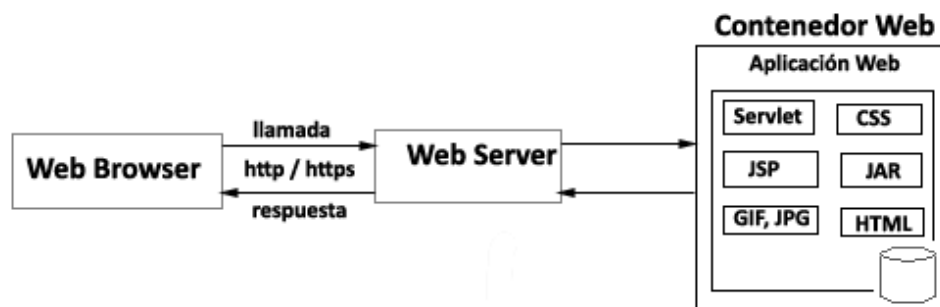 Contenedor Web
Aplicación Web
Servlet
CSS
JSP
JAR
GIF, JPG
HTML
Web Browser
llamada
http / https
respuesta
Web Server